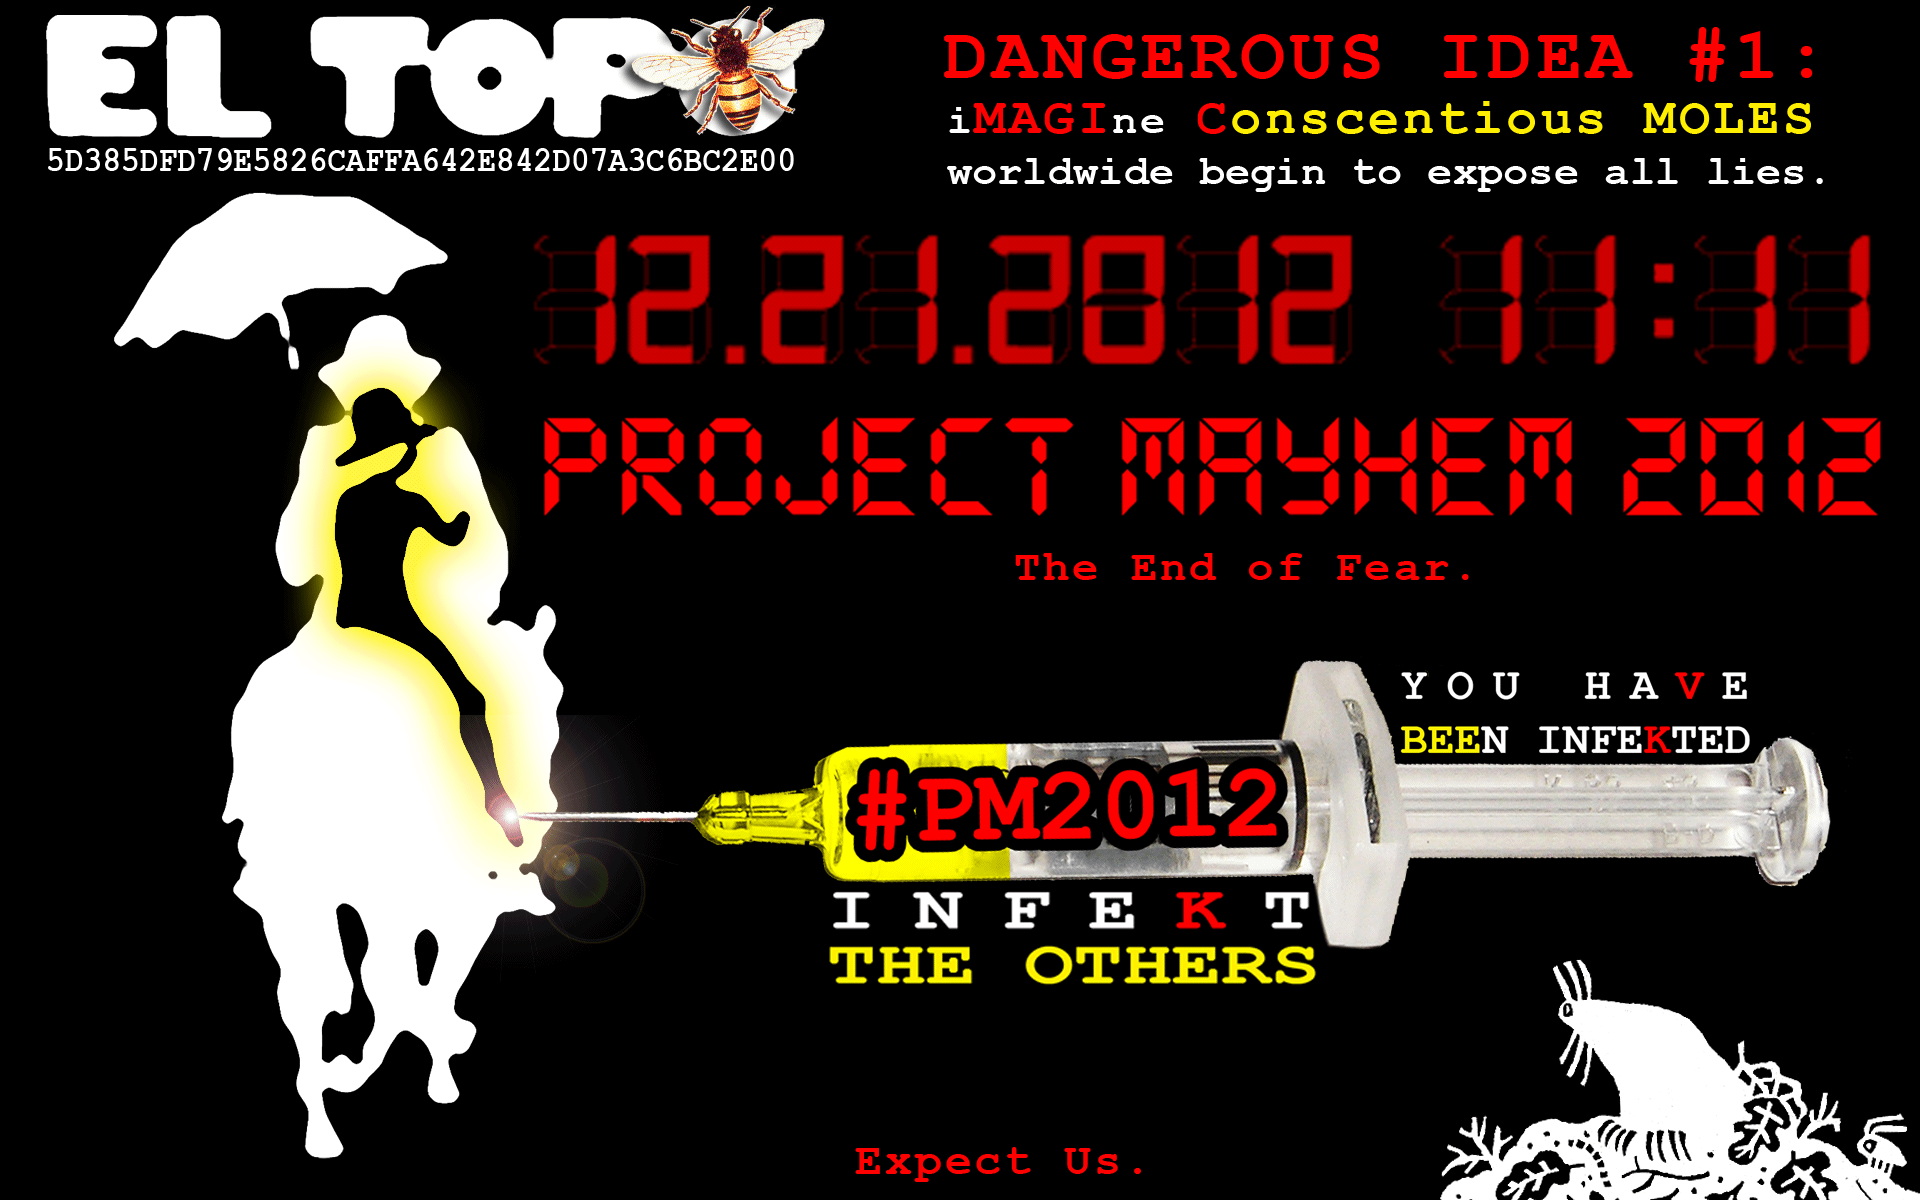 EL TOPO
5D385DFD79E5826CAFFA642E842D07A3C6BC2E00
DANGEROUS IDEA #1:
iMAGIne Conscentious MOLES
worldwide begin to expose all lies.
12.21.2012 11:11
PROJECT MAYHEM 2012
The End of Fear.
YOU HAVE
BEEN INFEKTED
#PM2012
INFEKT
THE OTHERS
Expect Us.